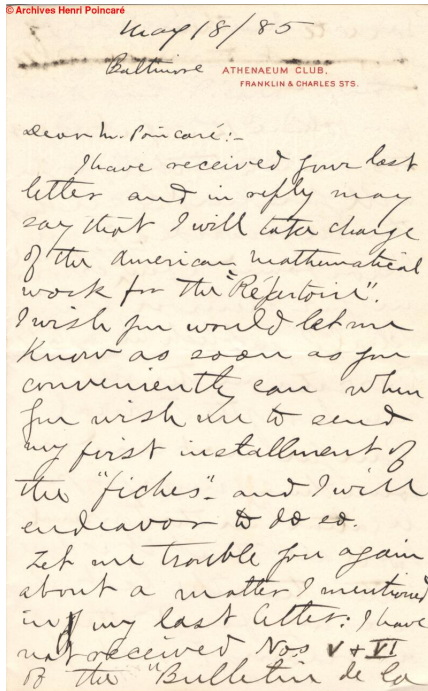 © Archives Henri Poincaré
May 18/85
Baltimore ATHENAEUM CLUB,
FRANKLIN & CHARLES STS.
Dear Mr. Poincaré:-
I have received your last
letter and in reply may
say that I will take charge
of the American mathematical
work for the "Répertoire".
I wish you would let me
know as soon as you
conveniently can when
you wish me to send
my first installment of
the "fiches" and I will
endeavor to do so.
Let me trouble you again
about a matter I mentioned
in my last letter. I have
not received Nos V & VI
of the "Bulletin de la